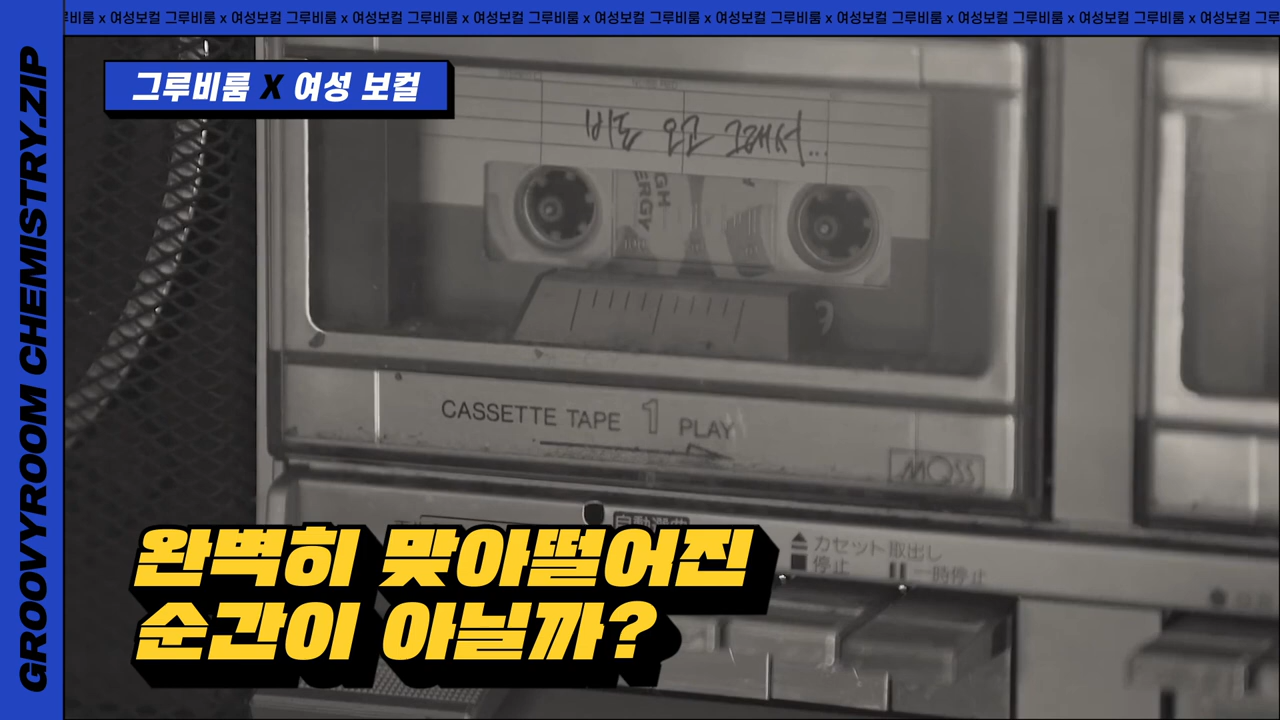 그루비룸 x 여성보컬 그루비룸 x 여성보컬 그루비룸 x 여성보컬 그루비룸 x 여성보컬 그루비룸 x 여성보컬 그루비룸 x 여성보컬 그루비룸 x 여성보컬 그루비룸 x 여성보컬 그루비룸 x 여성보컬
GROOVYROOM CHEMISTRY.ZIP
그루비룸 X 여성 보컬
비도 오고 그래서...
CASSETTE TAPE 1 PLAY
MQSS
自動選曲
カセット取出し
停止 一時停止
완벽히 맞아떨어진
순간이 아닐까?